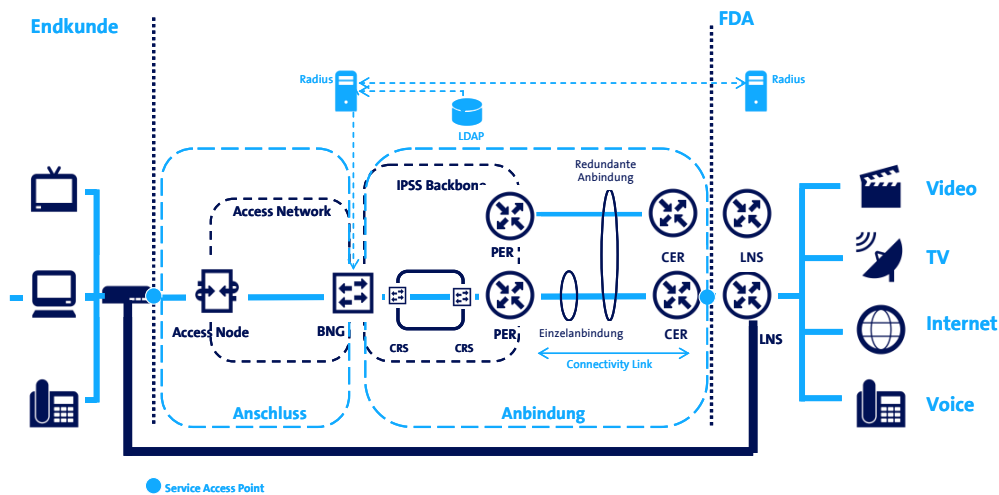 Endkunde
FDA
Radius
Radius
LDAP
Redundante
Anbindung
IPSS Backbone
Access Network
PER
CER
LNS
Video
TV
Internet
Voice
Access Node
BNG
CRS
CRS
PER
Einzelanbindung
CER
LNS
Connectivity Link
Anschluss
Anbindung
Service Access Point